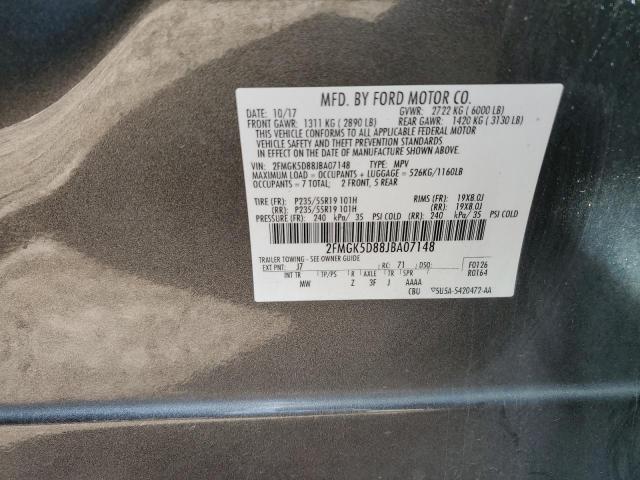 MFD. BY FORD MOTOR CO.
DATE: 10/17 GVWR: 2722 KG ( 6000 LB)
FRONT GAWR: 1311 KG ( 2890 LB) REAR GAWR: 1420 KG ( 3130 LB)
THIS VEHICLE CONFORMS TO ALL APPLICABLE FEDERAL MOTOR
VEHICLE SAFETY AND THEFT PREVENTION STANDARDS
IN EFFECT ON THE DATE OF MANUFACTURE SHOWN ABOVE.
VIN: 2FMGK5D88JBA07148 TYPE: MPV
MAXIMUM LOAD = OCCUPANTS + LUGGAGE = 526KG/1160LB
OCCUPANTS = 7 TOTAL; 2 FRONT, 5 REAR
TIRE (FR): P235/55R19 101H RIMS (FR): 19X8.0J
(RR): P235/55R19 101H (RR): 19X8.0J
PRESSURE (FR): 240 kPa/ 35 PSI COLD (RR): 240 kPa/ 35 PSI COLD
2FMGK5D88JBA07148
TRAILER TOWING - SEE OWNER GUIDE
EXT PNT: J7 RC: 71 DSO: F0126
INT TR TP/PS R AXLE TR SPR R0164
MW Z 3F J AAAA
CBU 5U5A-5420472-AA